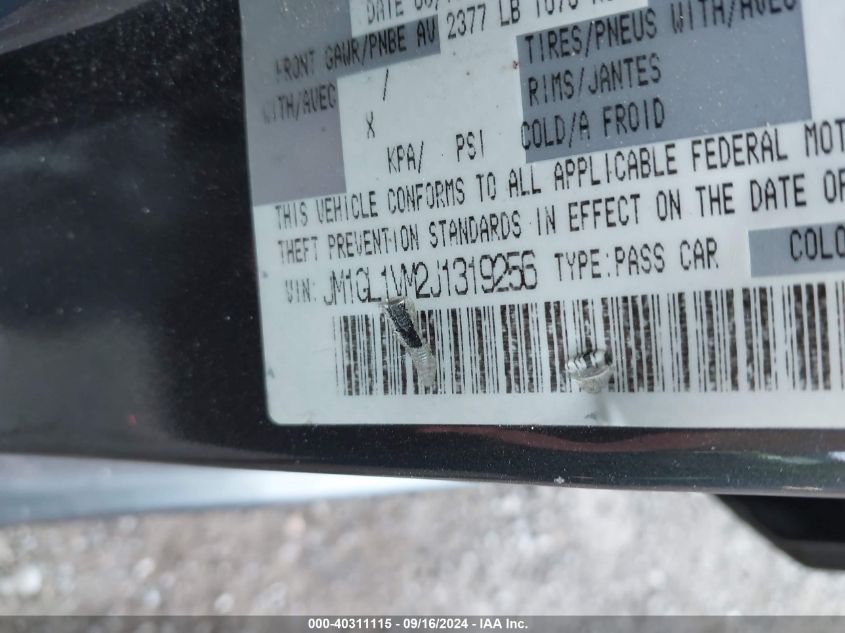 DATE
FRONT GAWR/PNBE AV 2377 LB
WITH/AVEC / TIRES/PNEUS WITH/AVEC
X RIMS/JANTES
KPA/ PSI COLD/A FROID
THIS VEHICLE CONFORMS TO ALL APPLICABLE FEDERAL MOT
THEFT PREVENTION STANDARDS IN EFFECT ON THE DATE OF
VIN: JM1GL1VM2J1319256 TYPE: PASS CAR COLO
000-40311115 - 09/16/2024 - IAA Inc.